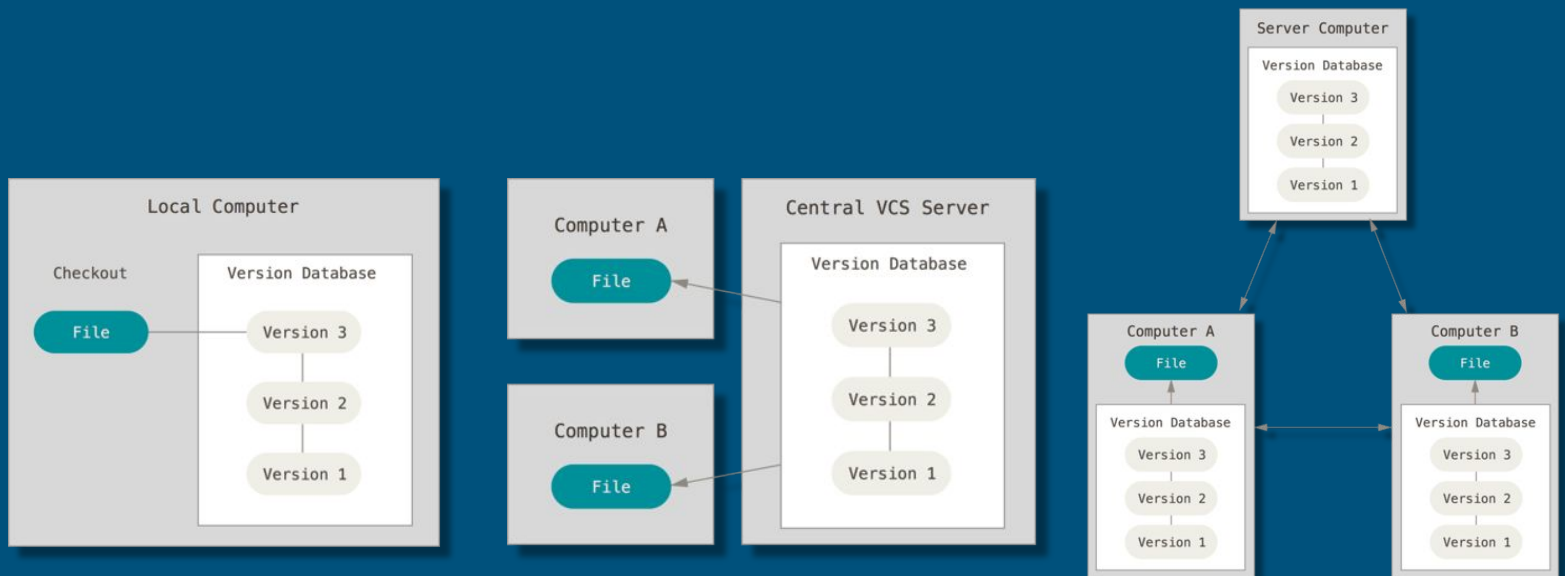 Local Computer
Checkout
File
Version Database
Version 3
Version 2
Version 1
Computer A
File
Computer B
File
Central VCS Server
Version Database
Version 3
Version 2
Version 1
Server Computer
Version Database
Version 3
Version 2
Version 1
Computer A
File
Version Database
Version 3
Version 2
Version 1
Computer B
File
Version Database
Version 3
Version 2
Version 1